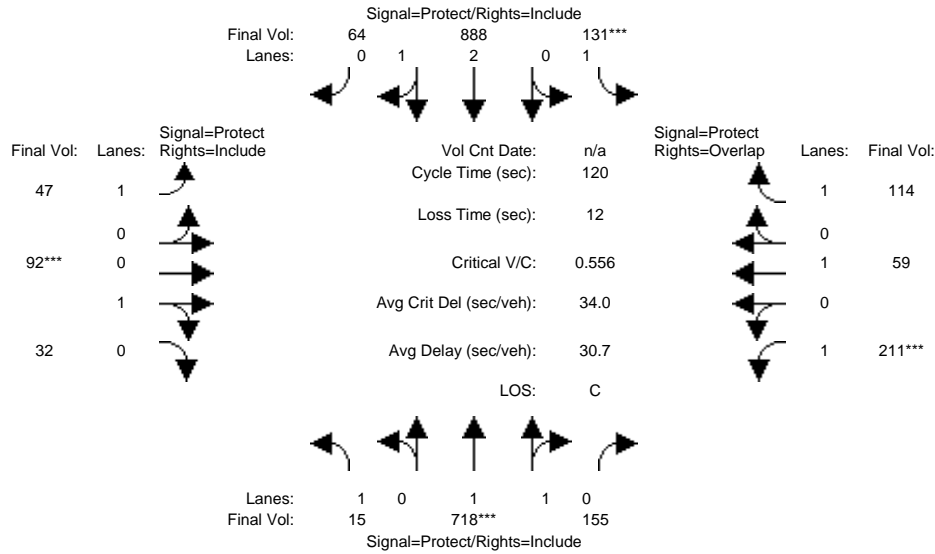 Signal=Protect/Rights=Include
Final Vol: 64 888 131***
Lanes: 0 1 2 0 1
Signal=Protect
Final Vol: Lanes: Rights=Include
47 1
0
92*** 0
1
32 0
Vol Cnt Date: n/a
Cycle Time (sec): 120
Loss Time (sec): 12
Critical V/C: 0.556
Avg Crit Del (sec/veh): 34.0
Avg Delay (sec/veh): 30.7
LOS: C
Signal=Protect
Rights=Overlap Lanes: Final Vol:
1 114
0
1 59
0
1 211***
Lanes: 1 0 1 1 0
Final Vol: 15 718*** 155
Signal=Protect/Rights=Include